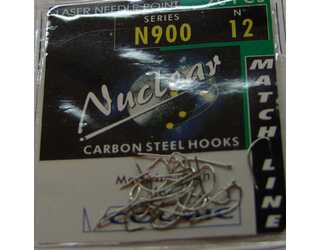 LASER NEEDLE POINT
SERIES
N900
N°
12
Nuclear
CARBON STEEL HOOKS
MATCH LINE